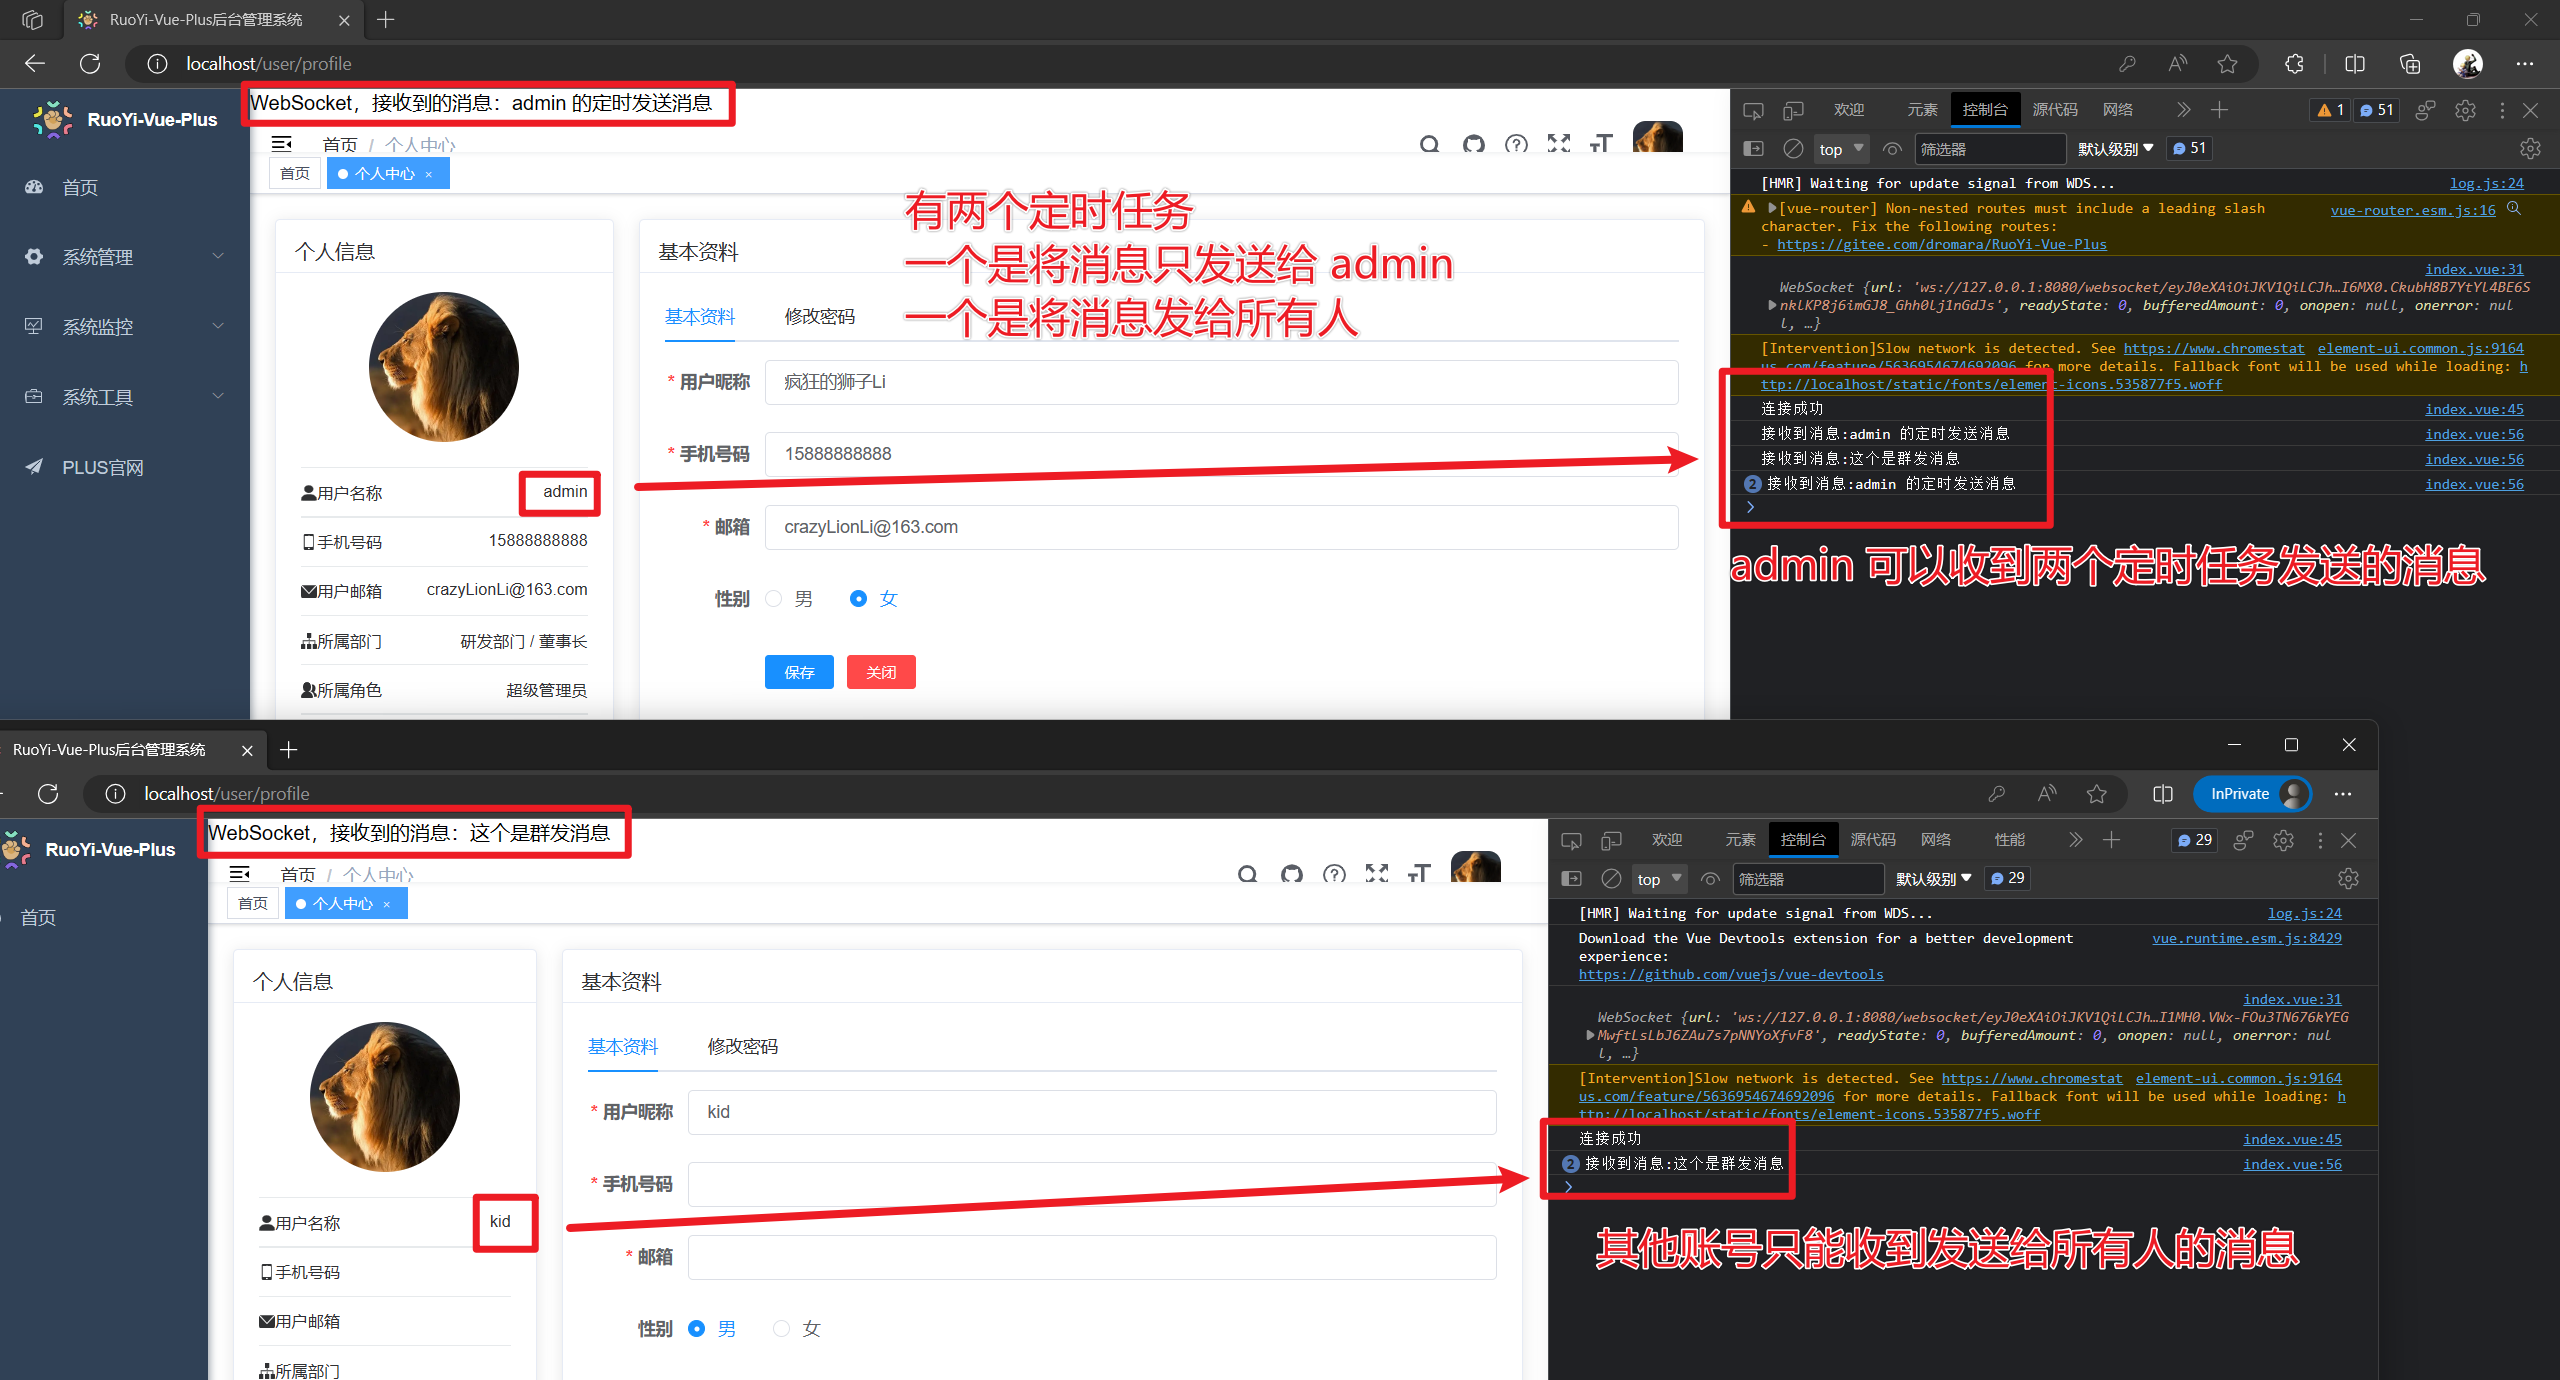 RuoYi-Vue-Plus后台管理系统
localhost/user/profile
RuoYi-Vue-Plus
首页
系统管理
系统监控
系统工具
PLUS官网
WebSocket，接收到的消息：admin 的定时发送消息
首页 / 个人中心
首页
个人中心 ×
有两个定时任务
一个是将消息只发送给 admin
一个是将消息发给所有人
个人信息
用户名称 admin
手机号码 15888888888
用户邮箱 crazyLionLi@163.com
所属部门 研发部门 / 董事长
所属角色 超级管理员
基本资料
基本资料 修改密码
* 用户昵称 疯狂的狮子Li
* 手机号码 15888888888
* 邮箱 crazyLionLi@163.com
性别 男 女
保存 关闭
欢迎 元素 控制台 源代码 网络 1 51
top 筛选器 默认级别 51
[HMR] Waiting for update signal from WDS... log.js:24
[vue-router] Non-nested routes must include a leading slash vue-router.esm.js:16
character. Fix the following routes:
- https://gitee.com/dromara/RuoYi-Vue-Plus
index.vue:31
WebSocket {url: 'ws://127.0.0.1:8080/websocket/eyJ0eXAiOiJKV1QiLCJh…I6MX0.CkubH8B7YtYl4BE6S
nklKP8j6imGJ8_Ghh0Lj1nGdJs', readyState: 0, bufferedAmount: 0, onopen: null, onerror: nul
l, …}
[Intervention]Slow network is detected. See https://www.chromestat element-ui.common.js:9164
us.com/feature/5636954674692096 for more details. Fallback font will be used while loading: h
ttp://localhost/static/fonts/element-icons.535877f5.woff
连接成功 index.vue:45
接收到消息:admin 的定时发送消息 index.vue:56
接收到消息:这个是群发消息 index.vue:56
2 接收到消息:admin 的定时发送消息 index.vue:56
admin 可以收到两个定时任务发送的消息
RuoYi-Vue-Plus后台管理系统
localhost/user/profile
InPrivate
RuoYi-Vue-Plus
首页
WebSocket，接收到的消息：这个是群发消息
首页 / 个人中心
首页
个人中心 ×
个人信息
用户名称 kid
手机号码
用户邮箱
所属部门
基本资料
基本资料 修改密码
* 用户昵称 kid
* 手机号码
* 邮箱
性别 男 女
欢迎 元素 控制台 源代码 网络 性能 29
top 筛选器 默认级别 29
[HMR] Waiting for update signal from WDS... log.js:24
Download the Vue Devtools extension for a better development vue.runtime.esm.js:8429
experience:
https://github.com/vuejs/vue-devtools
index.vue:31
WebSocket {url: 'ws://127.0.0.1:8080/websocket/eyJ0eXAiOiJKV1QiLCJh…I1MH0.VWx-FOu3TN676kYEG
MwftLsLbJ6ZAu7s7pNNYoXfvF8', readyState: 0, bufferedAmount: 0, onopen: null, onerror: nul
l, …}
[Intervention]Slow network is detected. See https://www.chromestat element-ui.common.js:9164
us.com/feature/5636954674692096 for more details. Fallback font will be used while loading: h
ttp://localhost/static/fonts/element-icons.535877f5.woff
连接成功 index.vue:45
2 接收到消息:这个是群发消息 index.vue:56
其他账号只能收到发送给所有人的消息